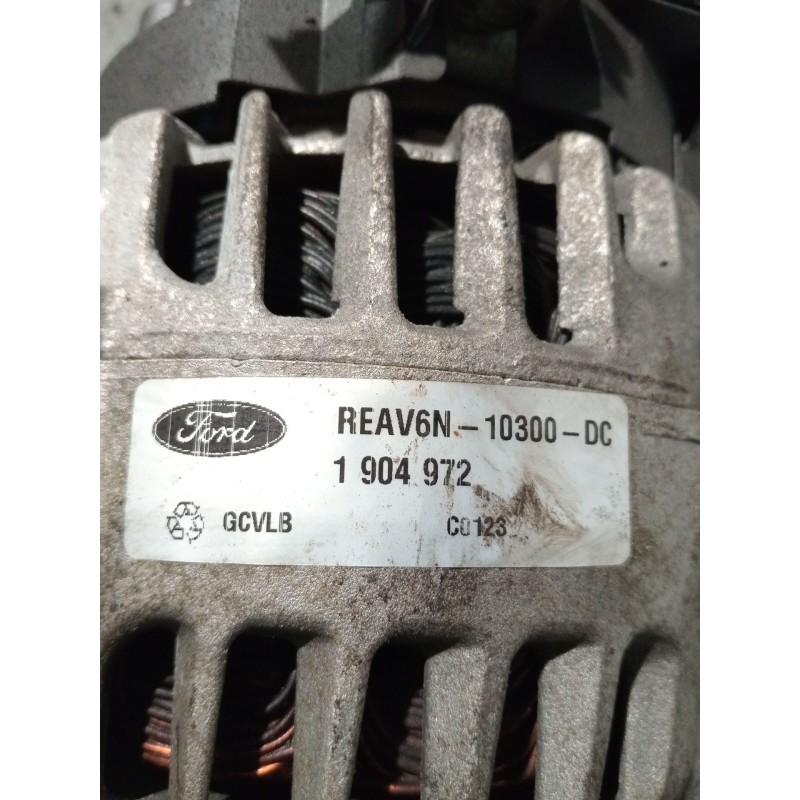 Ford
REAV6N-10300-DC
1 904 972
GCVLB
C0123